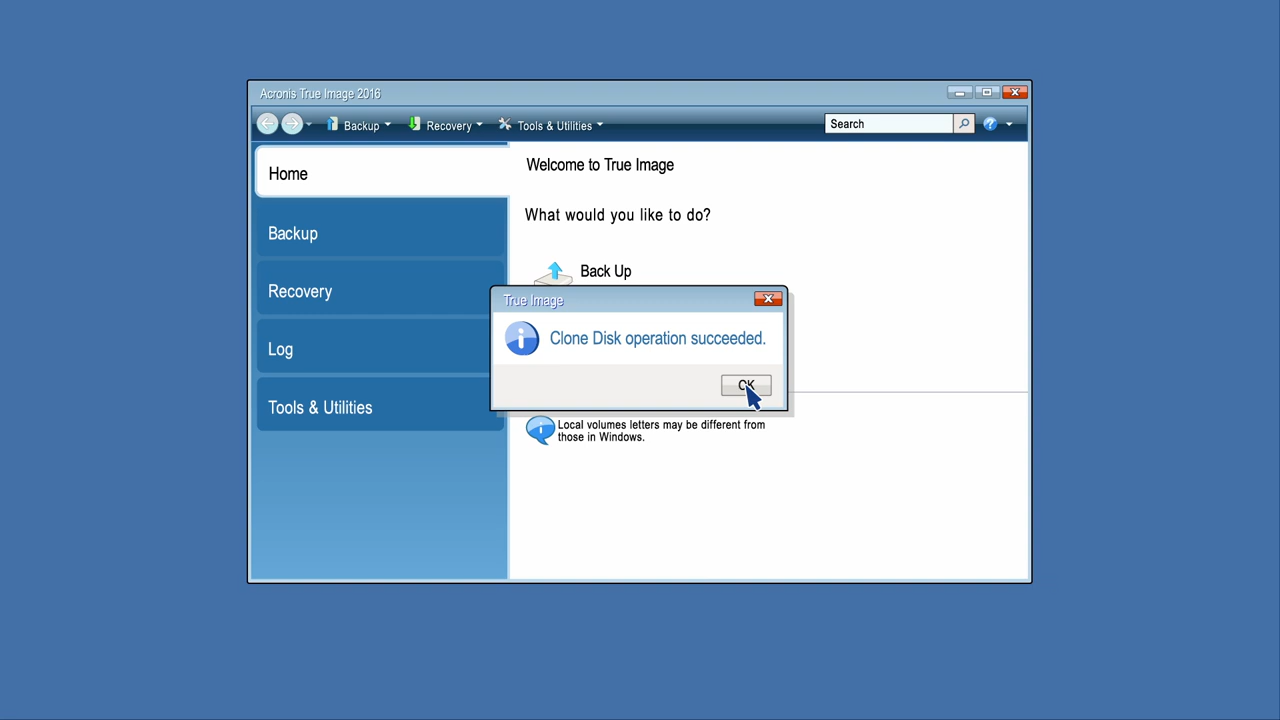 Acronis True Image 2016
Backup
Recovery
Tools & Utilities
Search
Home
Backup
Recovery
Log
Tools & Utilities
Welcome to True Image
What would you like to do?
Back Up
True Image
Clone Disk operation succeeded.
OK
Local volumes letters may be different from
those in Windows.